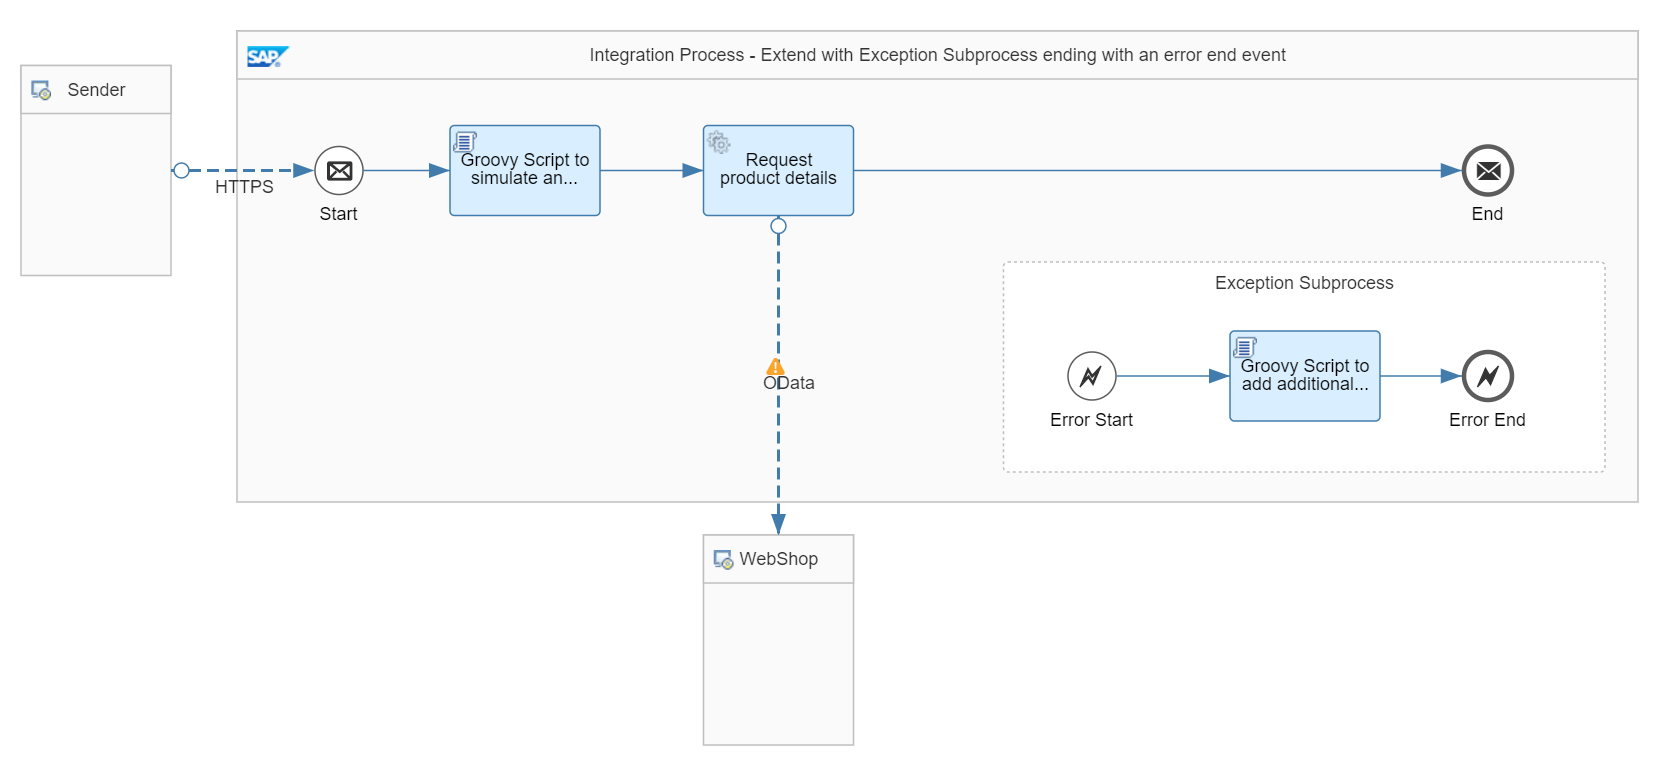 SAP
Integration Process - Extend with Exception Subprocess ending with an error end event
Sender
HTTPS
Start
Groovy Script to
simulate an...
Request
product details
End
OData
Exception Subprocess
Error Start
Groovy Script to
add additional...
Error End
WebShop